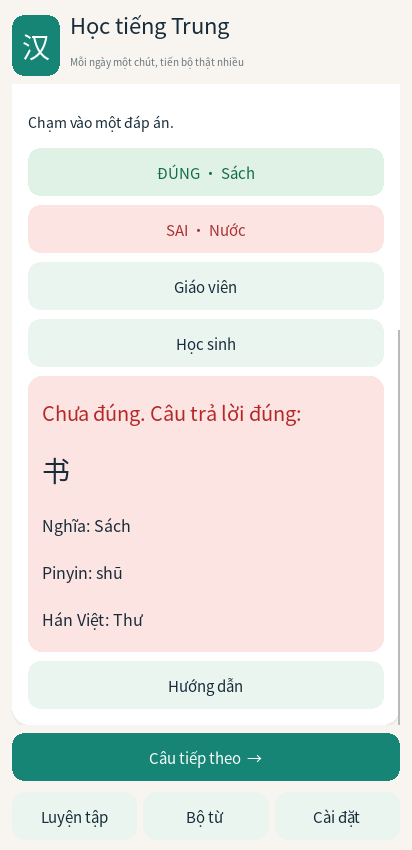 汉
Học tiếng Trung
Mỗi ngày một chút, tiến bộ thật nhiều
Chạm vào một đáp án.
ĐÚNG • Sách
SAI • Nước
Giáo viên
Học sinh
Chưa đúng. Câu trả lời đúng:
书
Nghĩa: Sách
Pinyin: shū
Hán Việt: Thư
Hướng dẫn
Câu tiếp theo →
Luyện tập
Bộ từ
Cài đặt